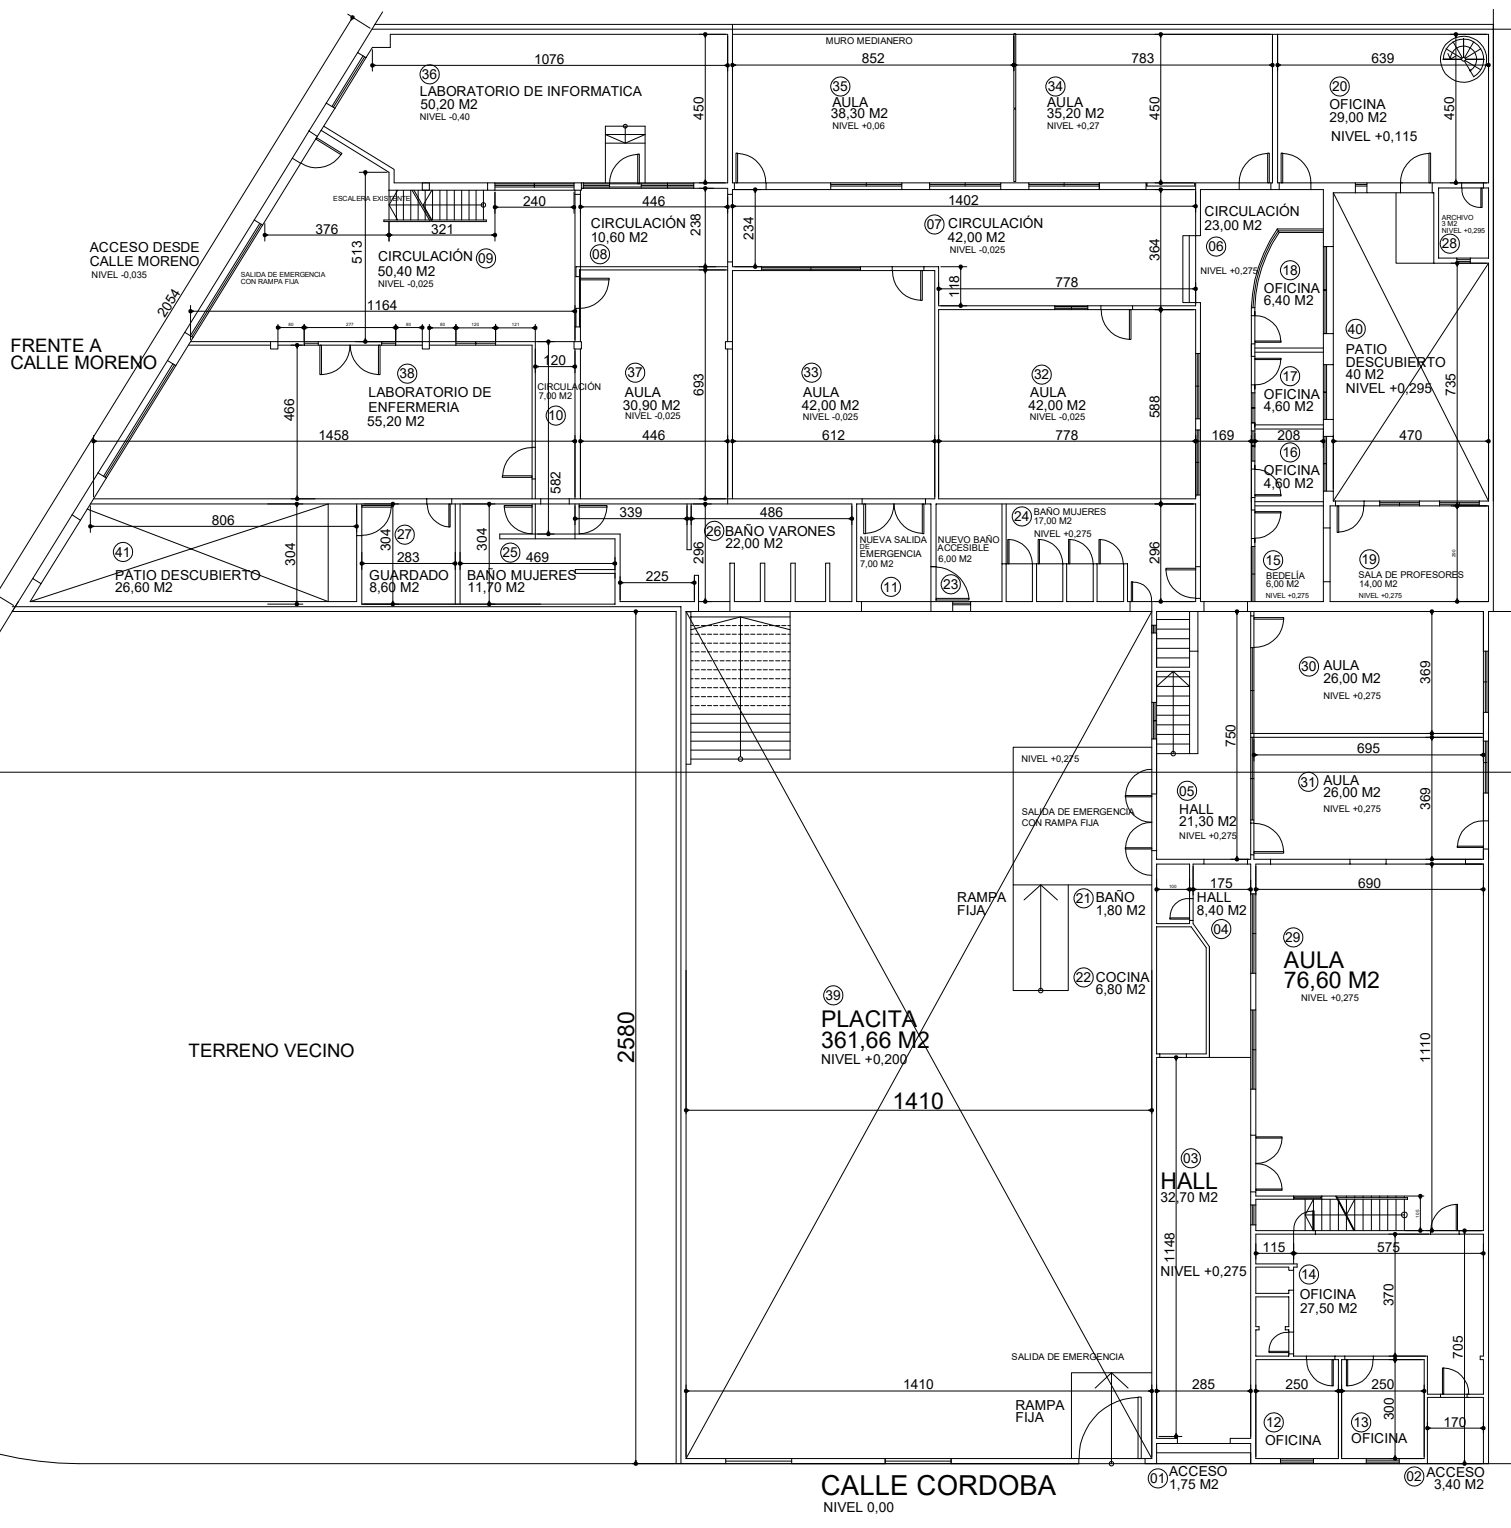 MURO MEDIANERO
1076
852
783
639
36
LABORATORIO DE INFORMATICA
50,20 M2
NIVEL -0,40
450
35
AULA
38,30 M2
NIVEL +0,06
34
AULA
35,20 M2
NIVEL +0,27
450
20
OFICINA
29,00 M2
NIVEL +0,115
450
ESCALERA EXISTENTE
240
446
1402
376
321
513
CIRCULACIÓN
10,60 M2
08
238
234
07 CIRCULACIÓN
42,00 M2
NIVEL -0,025
364
CIRCULACIÓN
23,00 M2
06
NIVEL +0,275
ARCHIVO
3 M2
NIVEL +0,295
28
ACCESO DESDE
CALLE MORENO
NIVEL -0,035
SALIDA DE EMERGENCIA
CON RAMPA FIJA
CIRCULACIÓN 09
50,40 M2
NIVEL -0,025
2054
1164
118
778
18
OFICINA
6,40 M2
80
277
80
80
120
121
FRENTE A
CALLE MORENO
40
PATIO
DESCUBIERTO
40 M2
NIVEL +0,295
735
38
LABORATORIO DE
ENFERMERIA
55,20 M2
466
120
CIRCULACIÓN
7,00 M2
10
37
AULA
30,90 M2
NIVEL -0,025
693
33
AULA
42,00 M2
NIVEL -0,025
32
AULA
42,00 M2
NIVEL -0,025
588
17
OFICINA
4,60 M2
1458
446
612
778
169
208
470
16
OFICINA
4,60 M2
582
806
304
41
PATIO DESCUBIERTO
26,60 M2
304
27
283
GUARDADO
8,60 M2
304
25
469
BAÑO MUJERES
11,70 M2
339
486
26 BAÑO VARONES
22,00 M2
296
225
NUEVA SALIDA
DE
EMERGENCIA
7,00 M2
11
NUEVO BAÑO
ACCESIBLE
6,00 M2
23
24 BAÑO MUJERES
17,00 M2
NIVEL +0,275
296
15
BEDELÍA
6,00 M2
NIVEL +0,275
19
SALA DE PROFESORES
14,00 M2
NIVEL +0,275
30 AULA
26,00 M2
NIVEL +0,275
369
750
695
31 AULA
26,00 M2
NIVEL +0,275
369
NIVEL +0,275
SALIDA DE EMERGENCIA
CON RAMPA FIJA
05
HALL
21,30 M2
NIVEL +0,275
RAMPA
FIJA
21 BAÑO
1,80 M2
100
175
HALL
8,40 M2
04
690
29
AULA
76,60 M2
NIVEL +0,275
22 COCINA
6,80 M2
39
PLACITA
361,66 M2
NIVEL +0,200
TERRENO VECINO
2580
1110
1410
03
HALL
32,70 M2
1148
NIVEL +0,275
115
575
14
OFICINA
27,50 M2
370
705
SALIDA DE EMERGENCIA
1410
285
250
250
RAMPA
FIJA
12
OFICINA
13
OFICINA
300
170
CALLE CORDOBA
NIVEL 0,00
01 ACCESO
1,75 M2
02 ACCESO
3,40 M2